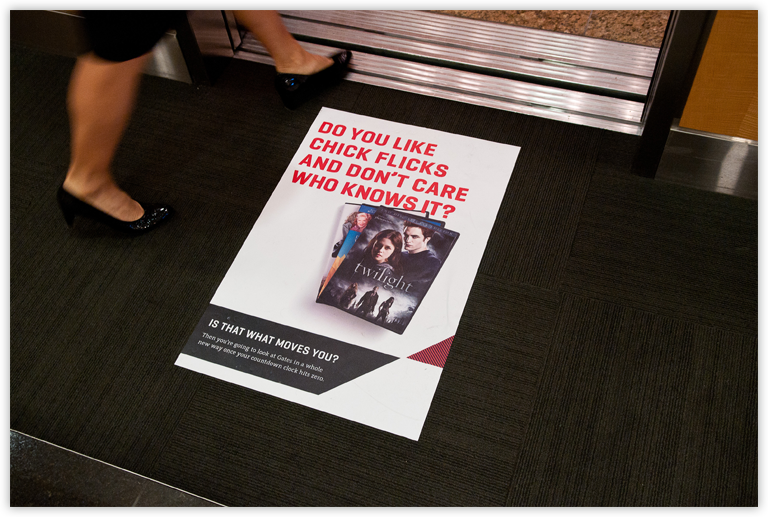 DO YOU LIKE
CHICK FLICKS
AND DON'T CARE
WHO KNOWS IT?
twilight
IS THAT WHAT MOVES YOU?
Then you're going to look at Gates in a whole
new way once your countdown clock hits zero.